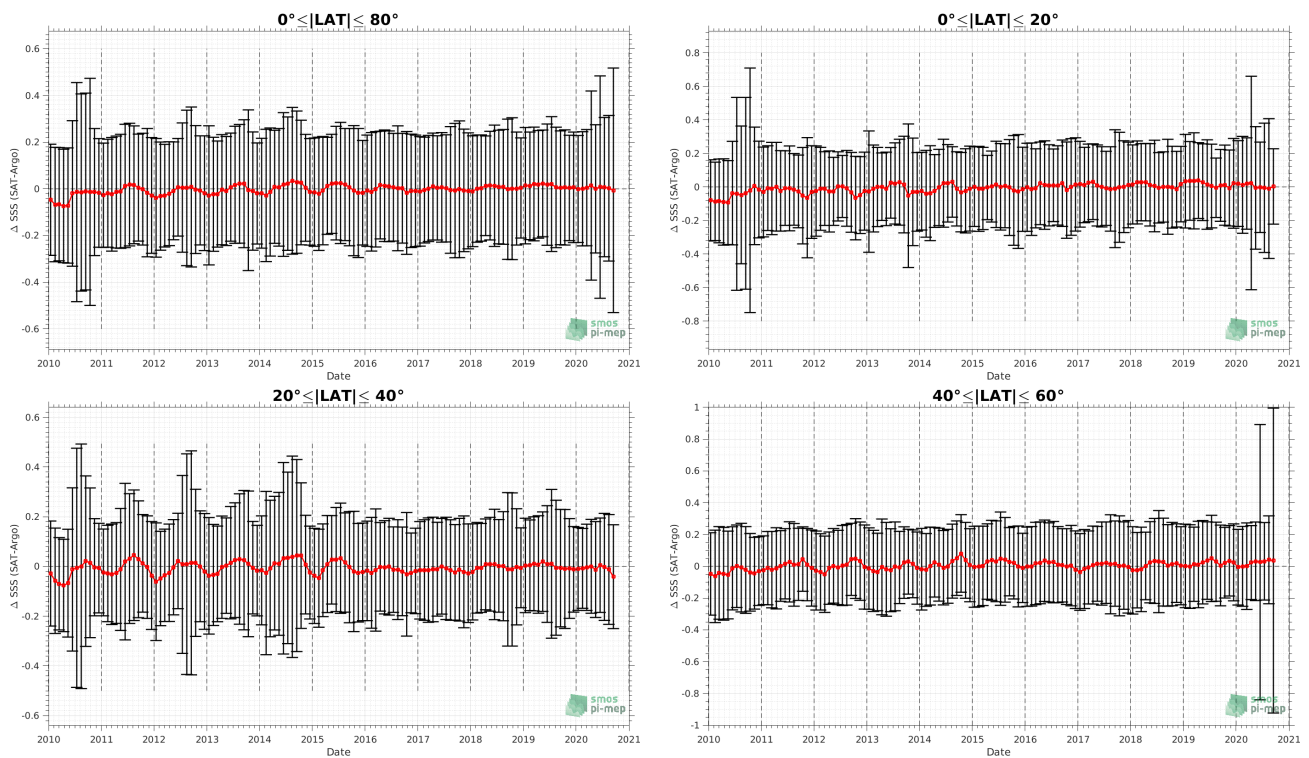 0°≤|LAT|≤ 80°
0.6
0.4
0.2
0
-0.2
-0.4
-0.6
Δ SSS (SAT-Argo)
2010 2011 2012 2013 2014 2015 2016 2017 2018 2019 2020 2021
Date
smos
pi-mep
0°≤|LAT|≤ 20°
0.8
0.6
0.4
0.2
0
-0.2
-0.4
-0.6
-0.8
Δ SSS (SAT-Argo)
2010 2011 2012 2013 2014 2015 2016 2017 2018 2019 2020 2021
Date
smos
pi-mep
20°≤|LAT|≤ 40°
0.6
0.4
0.2
0
-0.2
-0.4
-0.6
Δ SSS (SAT-Argo)
2010 2011 2012 2013 2014 2015 2016 2017 2018 2019 2020 2021
Date
smos
pi-mep
40°≤|LAT|≤ 60°
1
0.8
0.6
0.4
0.2
0
-0.2
-0.4
-0.6
-0.8
-1
Δ SSS (SAT-Argo)
2010 2011 2012 2013 2014 2015 2016 2017 2018 2019 2020 2021
Date
smos
pi-mep